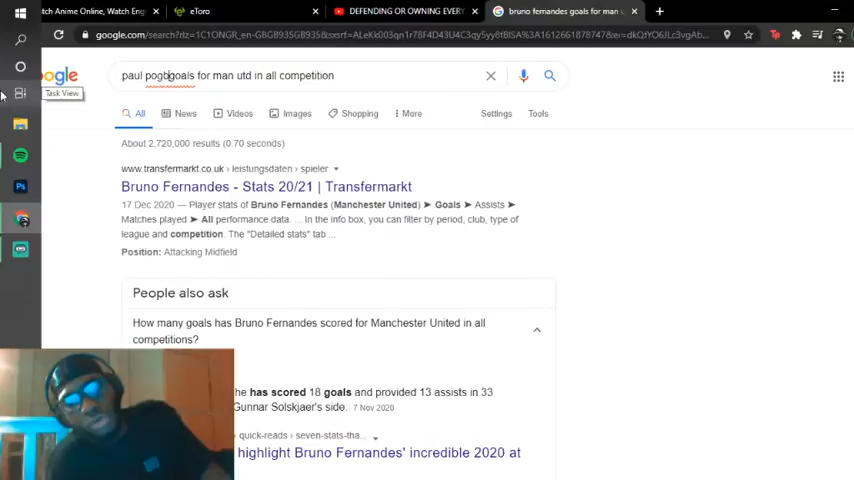 tch Anime Online, Watch Eng
eToro
DEFENDING OR OWNING EVERY
bruno fernandes goals for man u
google.com/search?rlz=1C1ONGR_en-GBGB935GB935&sxsrf=ALeKk003qn1r78F3Nf24RY5yy8fBISA%3A1612661878747&ei=dkQfYO6JLc3vgAbC...
ogle
paul pogbgoals for man utd in all competition
Task View
All
News
Videos
Images
Shopping
More
Settings
Tools
About 2,720,000 results (0.70 seconds)
www.transfermarkt.co.uk › leistungsdaten › spieler
Bruno Fernandes - Stats 20/21 | Transfermarkt
17 Dec 2020 — Player stats of Bruno Fernandes (Manchester United) ➤ Goals ➤ Assists ➤
Matches played ➤ All performance data. ... In the info box, you can filter by period, club, type of
league and competition. The "Detailed stats" tab ...
Position: Attacking Midfield
People also ask
How many goals has Bruno Fernandes scored for Manchester United in all
competitions?
he has scored 18 goals and provided 13 assists in 33
Gunnar Solskjaer's side. 7 Nov 2020
› quick-reads › seven-stats-tha...
highlight Bruno Fernandes' incredible 2020 at